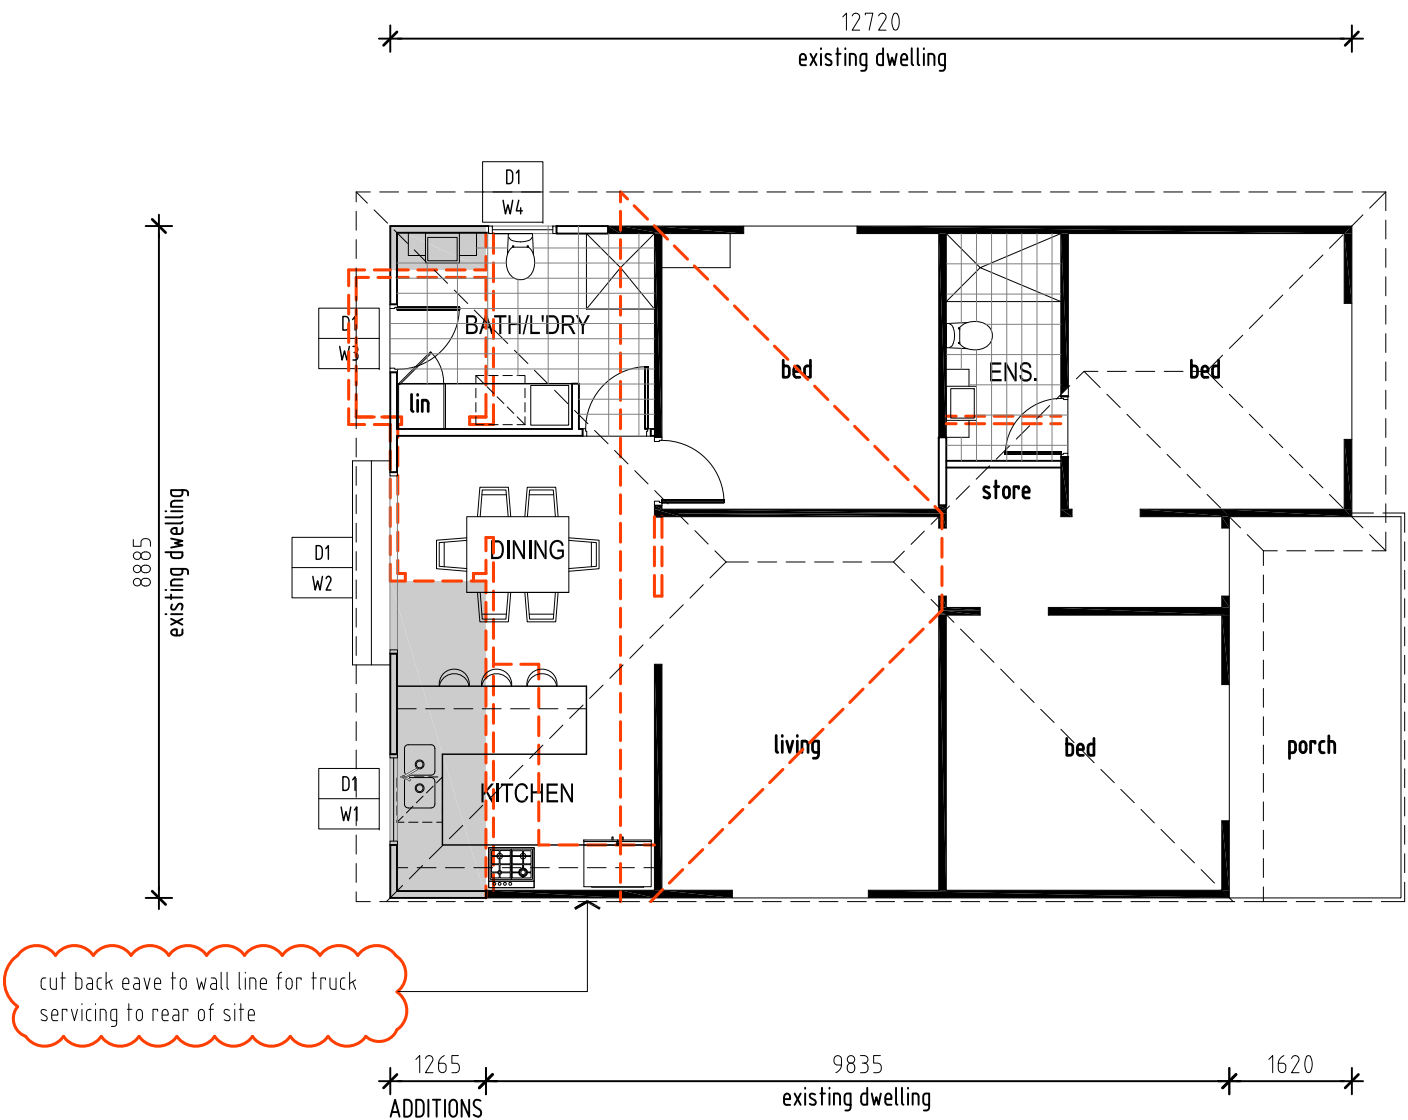 12720
existing dwelling
D1
W4
D1
W3
BATH/L'DRY
lin
bed
ENS.
bed
store
8885
existing dwelling
D1
W2
DINING
D1
W1
KITCHEN
living
bed
porch
cut back eave to wall line for truck
servicing to rear of site
1265
9835
1620
ADDITIONS
existing dwelling